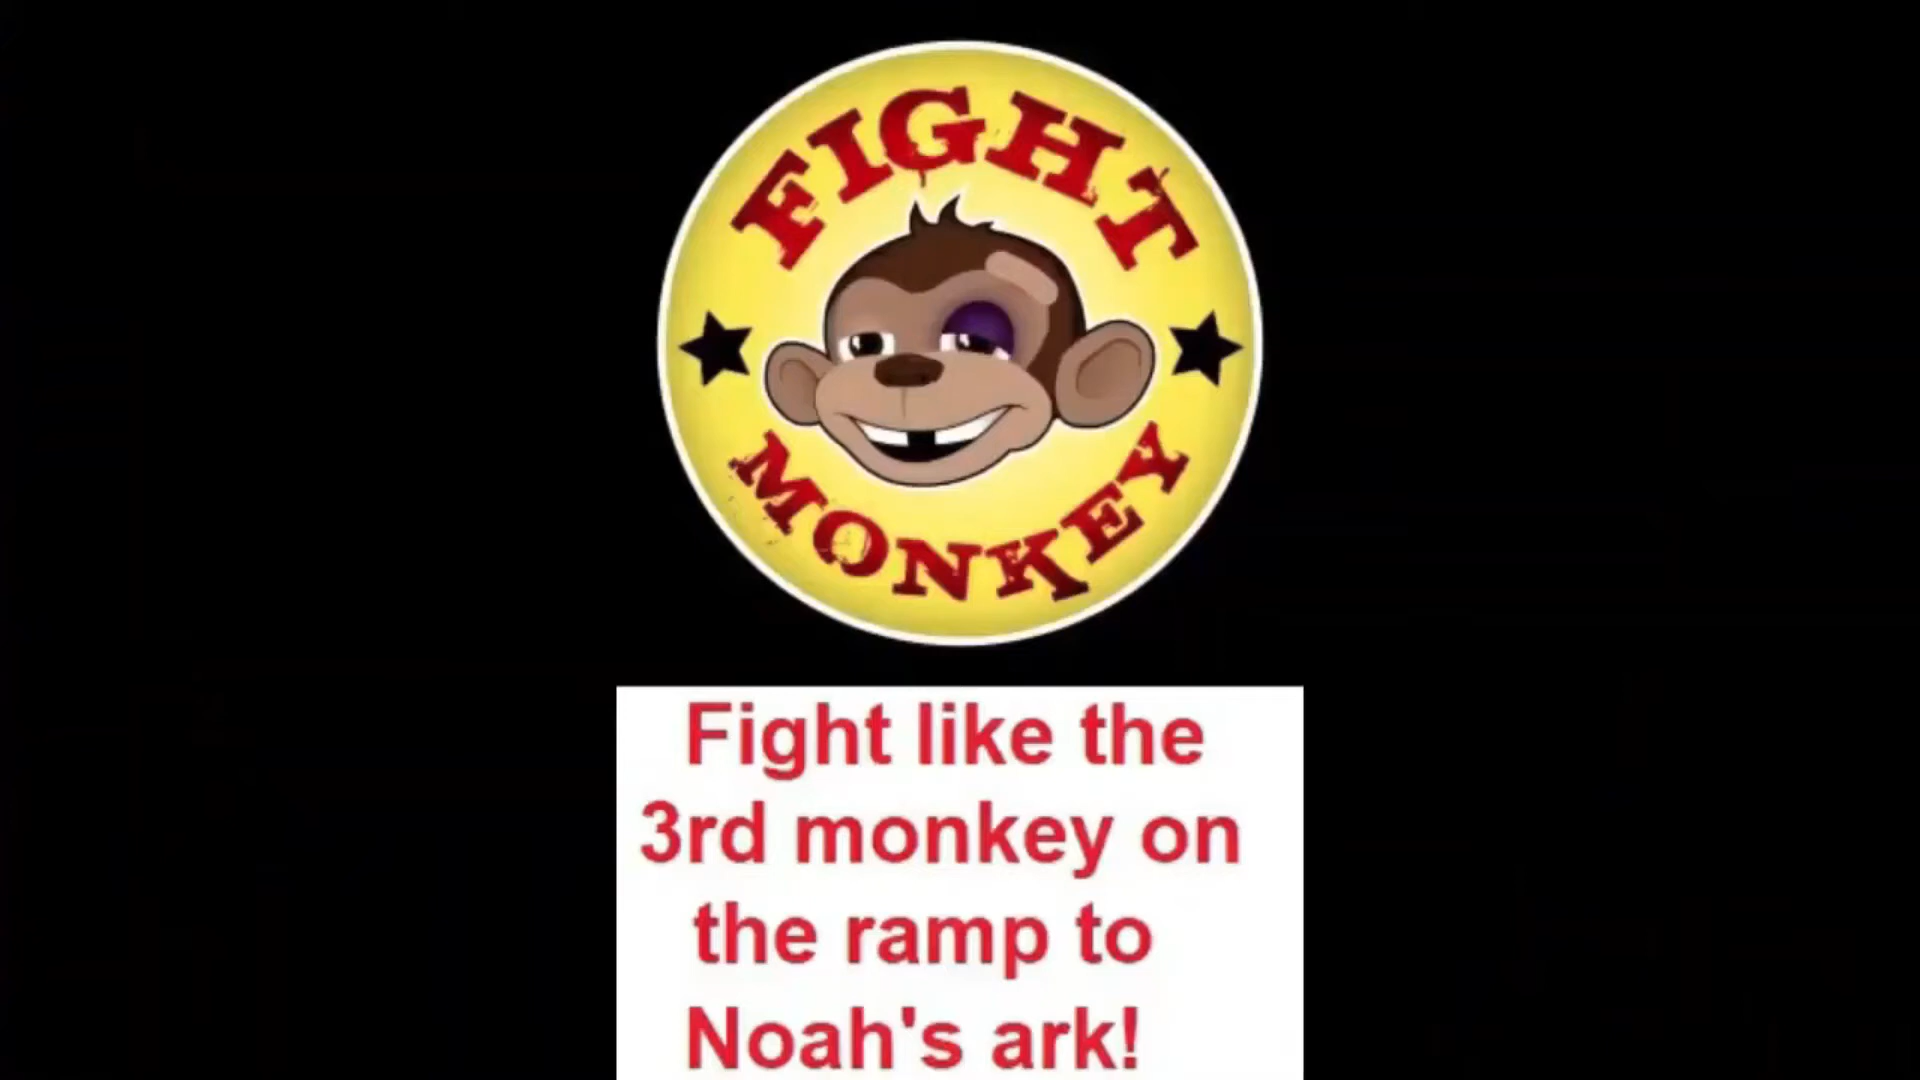 FIGHT
MONKEY
Fight like the
3rd monkey on
the ramp to
Noah's ark!